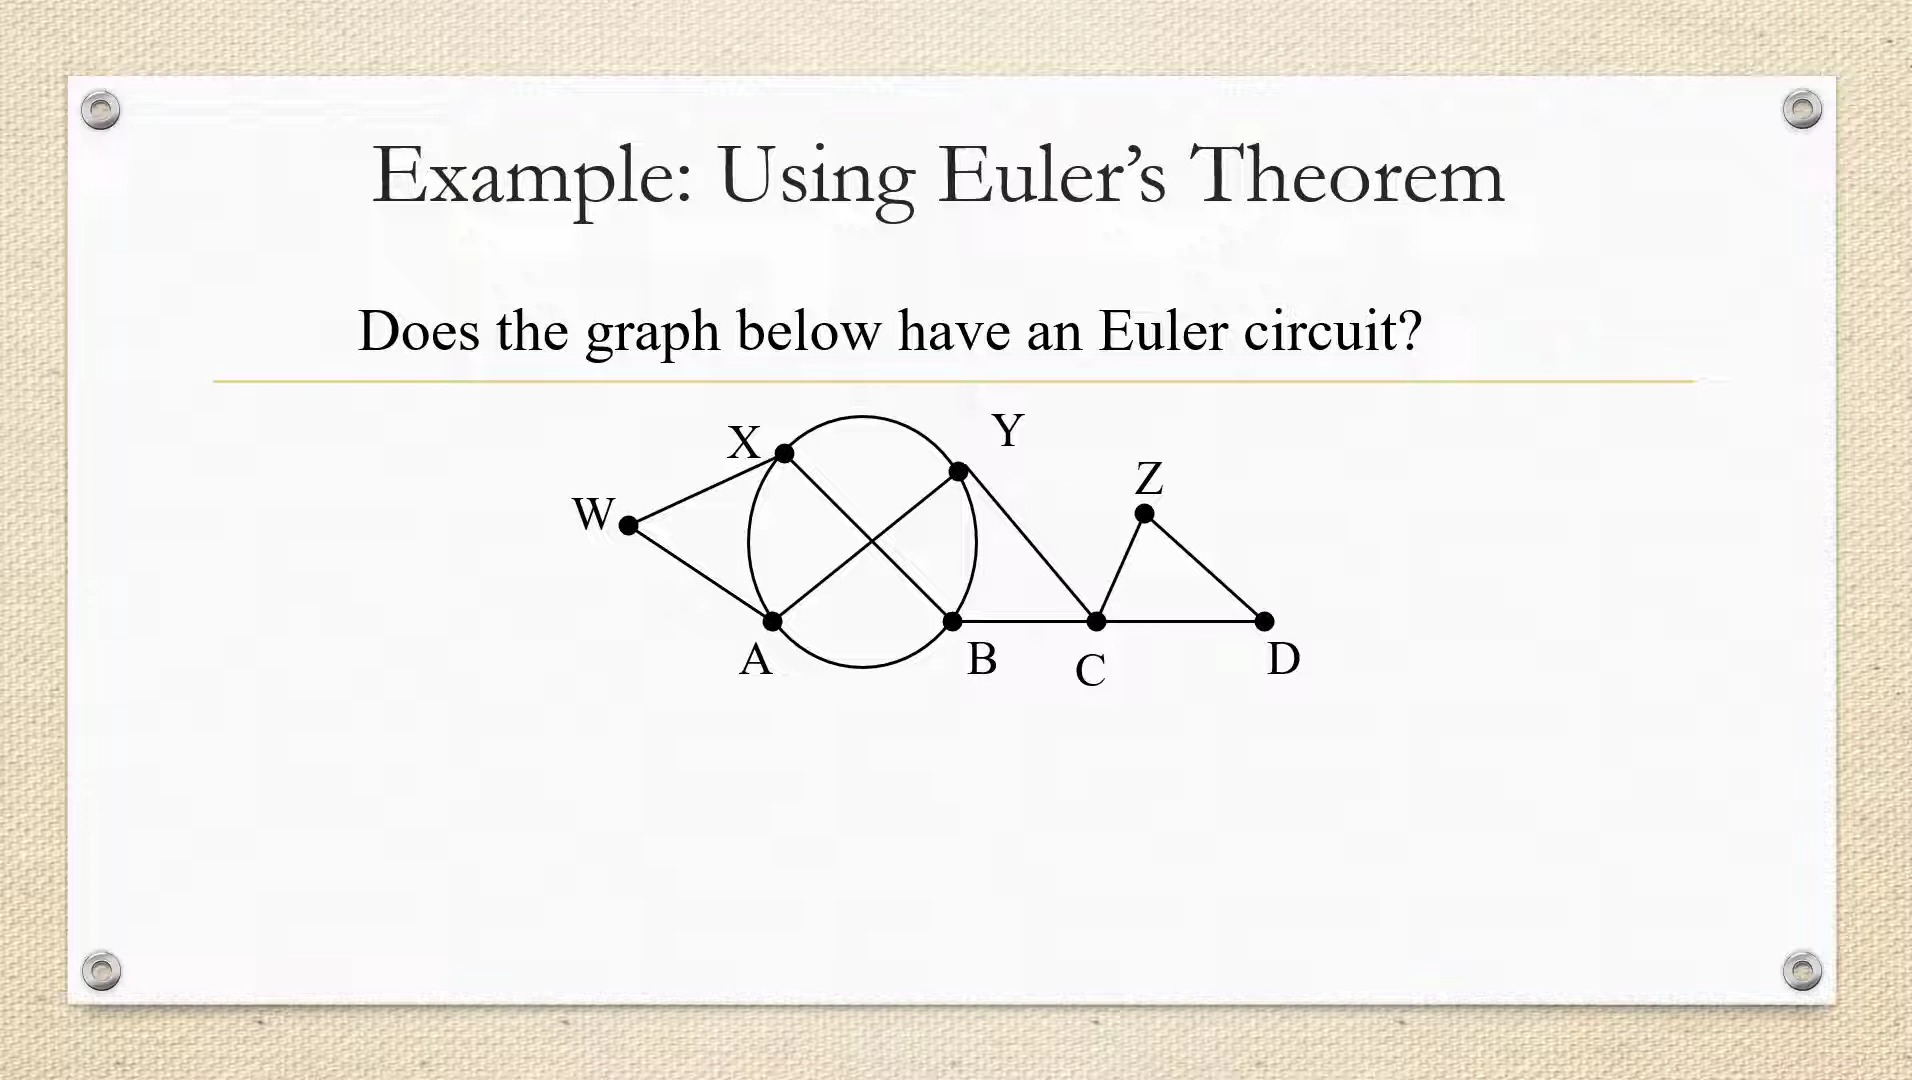 Example: Using Euler’s Theorem
Does the graph below have an Euler circuit?
X
Y
W
Z
A
B
C
D